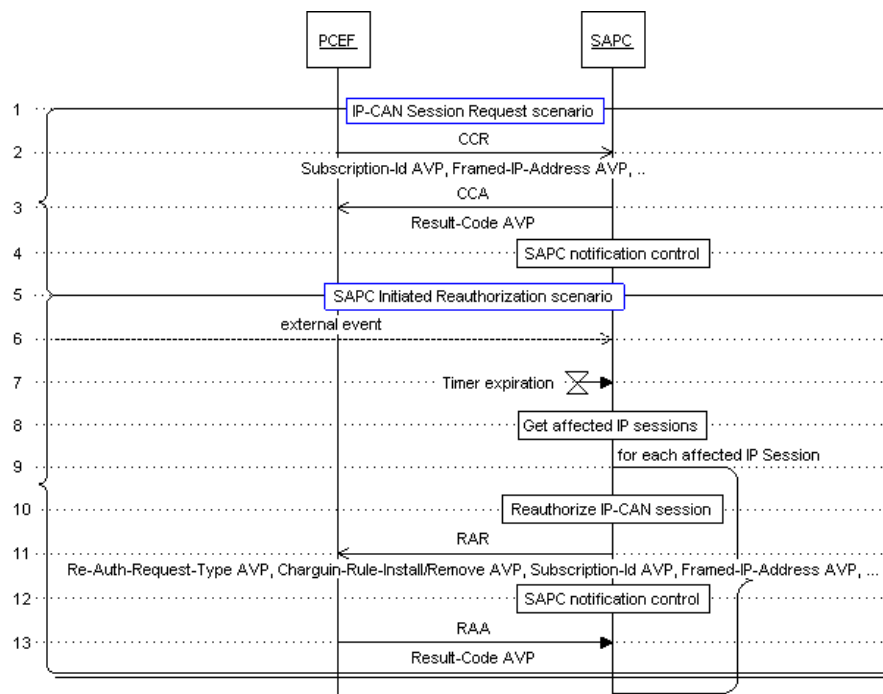 PCEF
SAPC
1
IP-CAN Session Request scenario
CCR
2
Subscription-Id AVP, Framed-IP-Address AVP, ..
CCA
3
Result-Code AVP
4
SAPC notification control
5
SAPC Initiated Reauthorization scenario
external event
6
7
Timer expiration
8
Get affected IP sessions
for each affected IP Session
9
10
Reauthorize IP-CAN session
RAR
11
Re-Auth-Request-Type AVP, Charguin-Rule-Install/Remove AVP, Subscription-Id AVP, Framed-IP-Address AVP, ...
12
SAPC notification control
RAA
13
Result-Code AVP